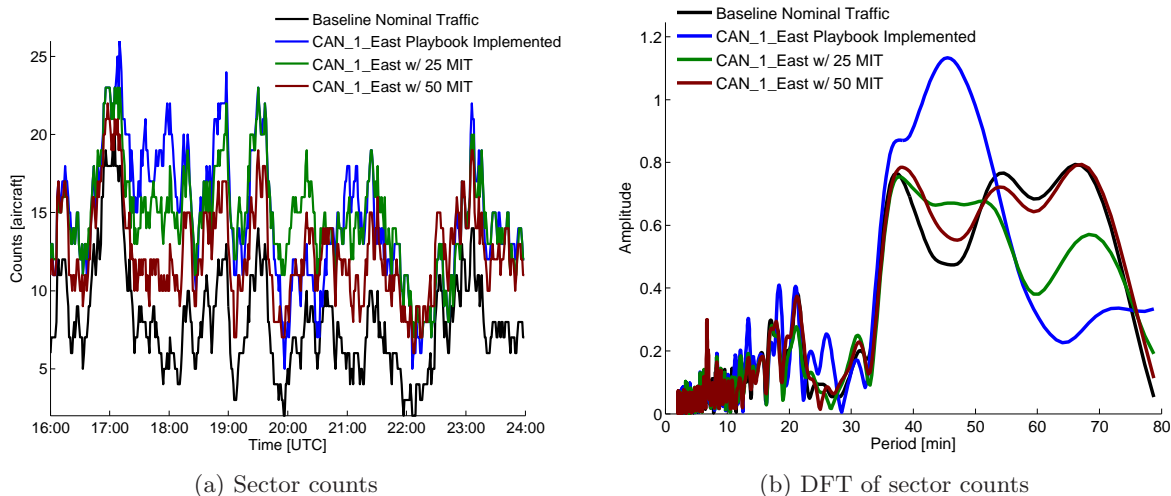 Baseline Nominal Traffic
CAN_1_East Playbook Implemented
CAN_1_East w/ 25 MIT
CAN_1_East w/ 50 MIT
25
20
15
10
5
Counts [aircraft]
16:00 17:00 18:00 19:00 20:00 21:00 22:00 23:00 24:00
Time [UTC]
(a) Sector counts
Baseline Nominal Traffic
CAN_1_East Playbook Implemented
CAN_1_East w/ 25 MIT
CAN_1_East w/ 50 MIT
1.2
1
0.8
0.6
0.4
0.2
0
Amplitude
0 10 20 30 40 50 60 70 80
Period [min]
(b) DFT of sector counts